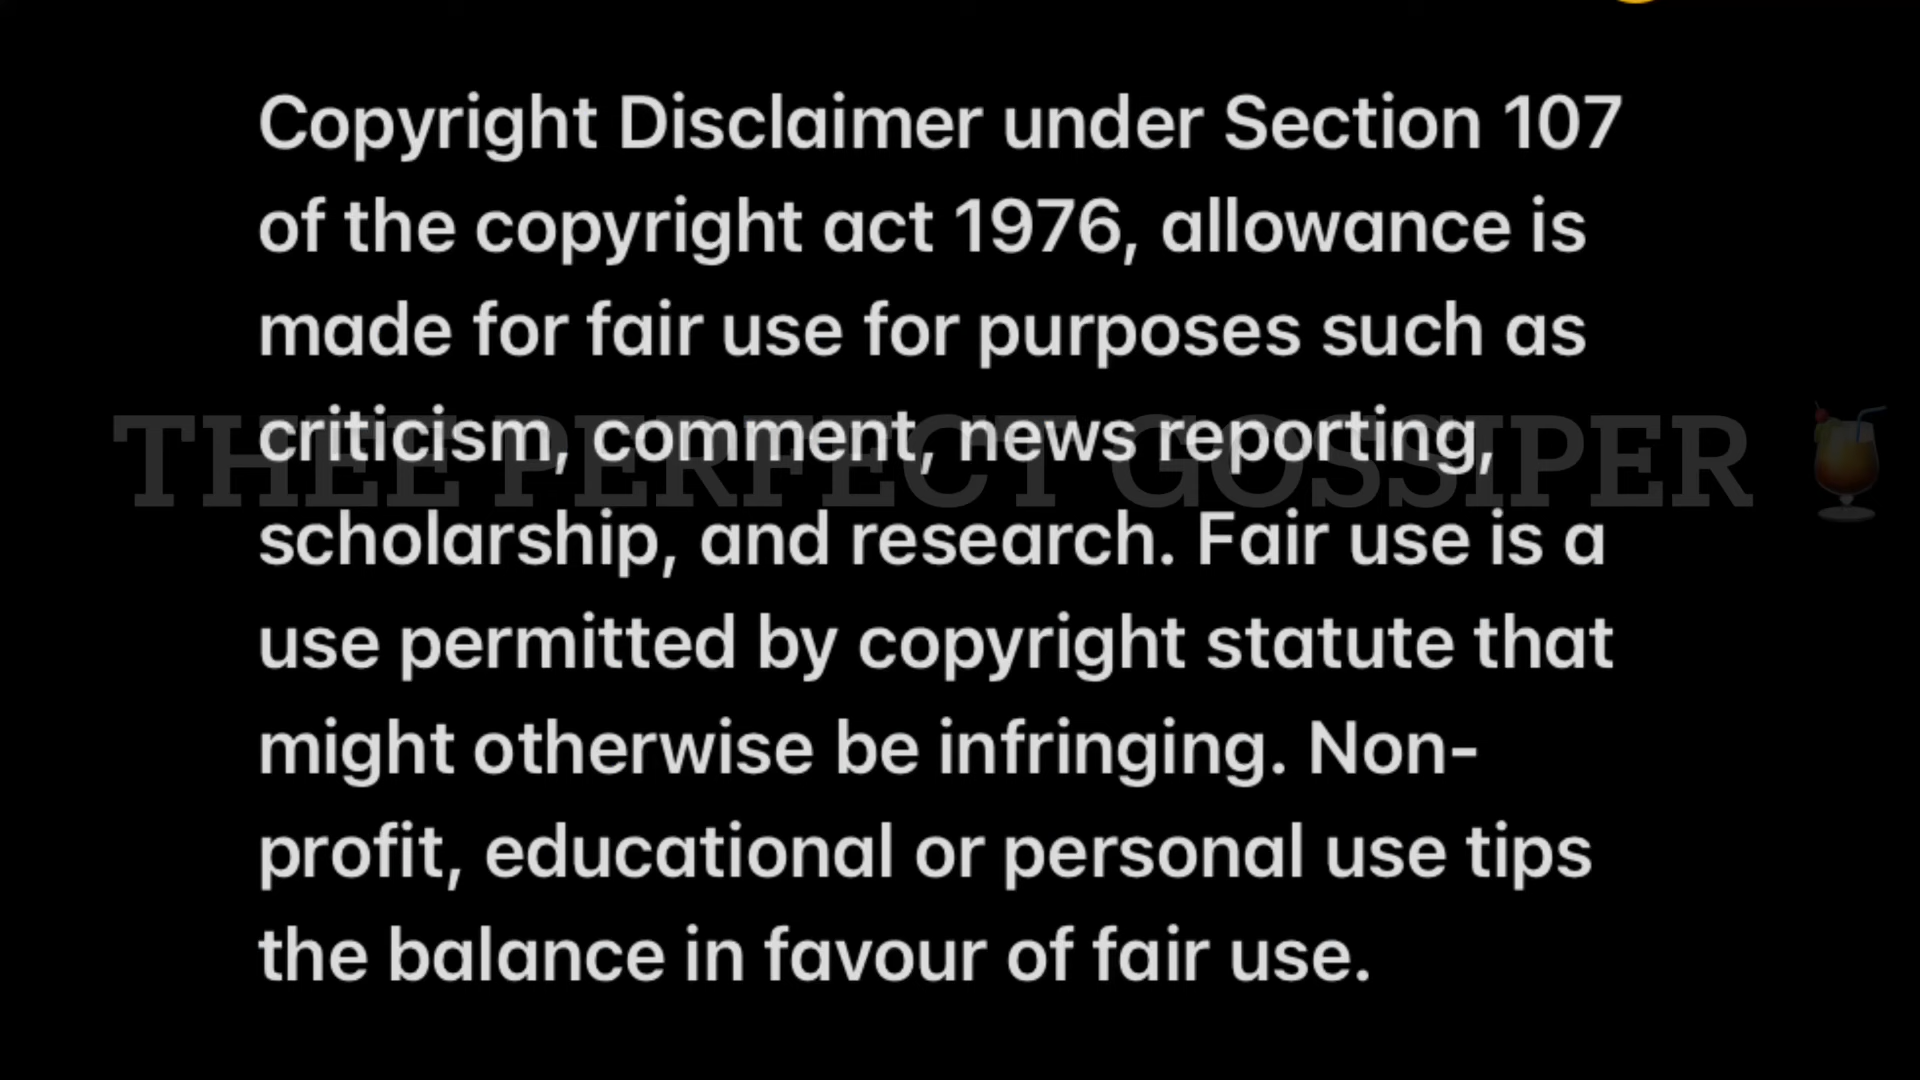 Copyright Disclaimer under Section 107
of the copyright act 1976, allowance is
made for fair use for purposes such as
criticism, comment, news reporting,
THEE PERFECT GOSSIPER
scholarship, and research. Fair use is a
use permitted by copyright statute that
might otherwise be infringing. Non-
profit, educational or personal use tips
the balance in favour of fair use.